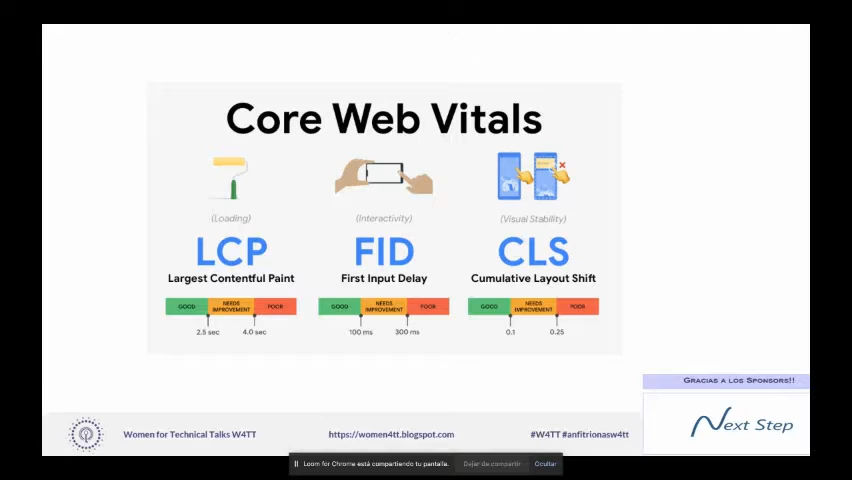 Core Web Vitals
(Loading)
(Interactivity)
(Visual Stability)
LCP
FID
CLS
Largest Contentful Paint
First Input Delay
Cumulative Layout Shift
GOOD
NEEDS
IMPROVEMENT
POOR
GOOD
NEEDS
IMPROVEMENT
POOR
GOOD
NEEDS
IMPROVEMENT
POOR
2.5 sec
4.0 sec
100 ms
300 ms
0.1
0.25
GRACIAS A LOS SPONSORS!!
Next Step
Women for Technical Talks W4TT
https://women4tt.blogspot.com
#W4TT #anfitrionasw4tt
Loom for Chrome está compartiendo tu pantalla.
Dejar de compartir
Ocultar